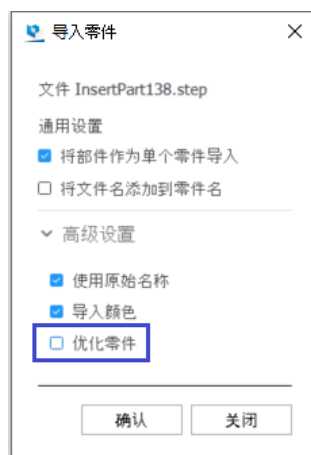 导入零件
文件 InsertPart138.step
通用设置
将部件作为单个零件导入
将文件名添加到零件名
高级设置
使用原始名称
导入颜色
优化零件
确认 关闭